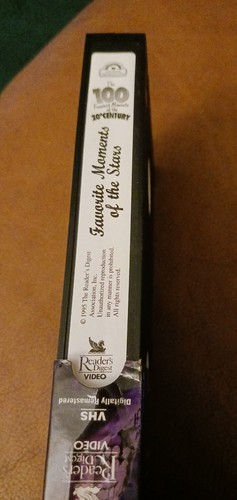 The
100
Funniest Moments
of the
20th CENTURY
Favorite Moments
of the Stars
© 1995 The Reader's Digest
Association, Inc.
Unauthorized reproduction
in any manner is prohibited.
All rights reserved.
Reader's
Digest
VIDEO
Digitally Remastered
VHS
VIDEO
Reader's
Digest